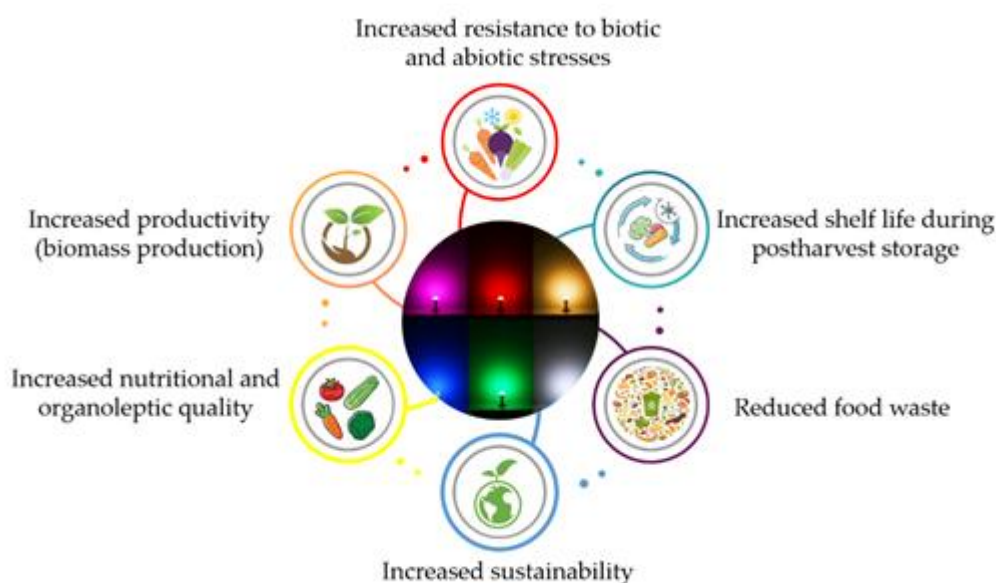 Increased resistance to biotic
and abiotic stresses
Increased productivity
(biomass production)
Increased shelf life during
postharvest storage
Increased nutritional and
organoleptic quality
Reduced food waste
Increased sustainability